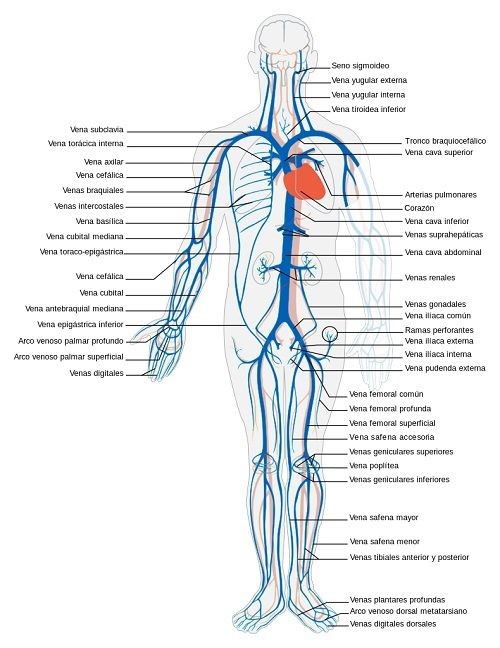 Seno sigmoideo
Vena yugular externa
Vena yugular interna
Vena tiroidea inferior
Vena subclavia
Vena torácica interna
Vena axilar
Vena cefálica
Venas braquiales
Venas intercostales
Vena basílica
Vena cubital mediana
Vena toraco-epigástrica
Vena cefálica
Vena cubital
Vena antebraquial mediana
Vena epigástrica inferior
Arco venoso palmar profundo
Arco venoso palmar superficial
Venas digitales
Tronco braquiocefálico
Vena cava superior
Arterias pulmonares
Corazón
Vena cava inferior
Venas suprahepáticas
Vena cava abdominal
Venas renales
Venas gonadales
Vena ilíaca común
Ramas perforantes
Vena ilíaca externa
Vena ilíaca interna
Vena pudenda externa
Vena femoral común
Vena femoral profunda
Vena femoral superficial
Vena safena accesoria
Venas geniculares superiores
Vena poplítea
Venas geniculares inferiores
Vena safena mayor
Vena safena menor
Venas tibiales anterior y posterior
Venas plantares profundas
Arco venoso dorsal metatarsiano
Venas digitales dorsales